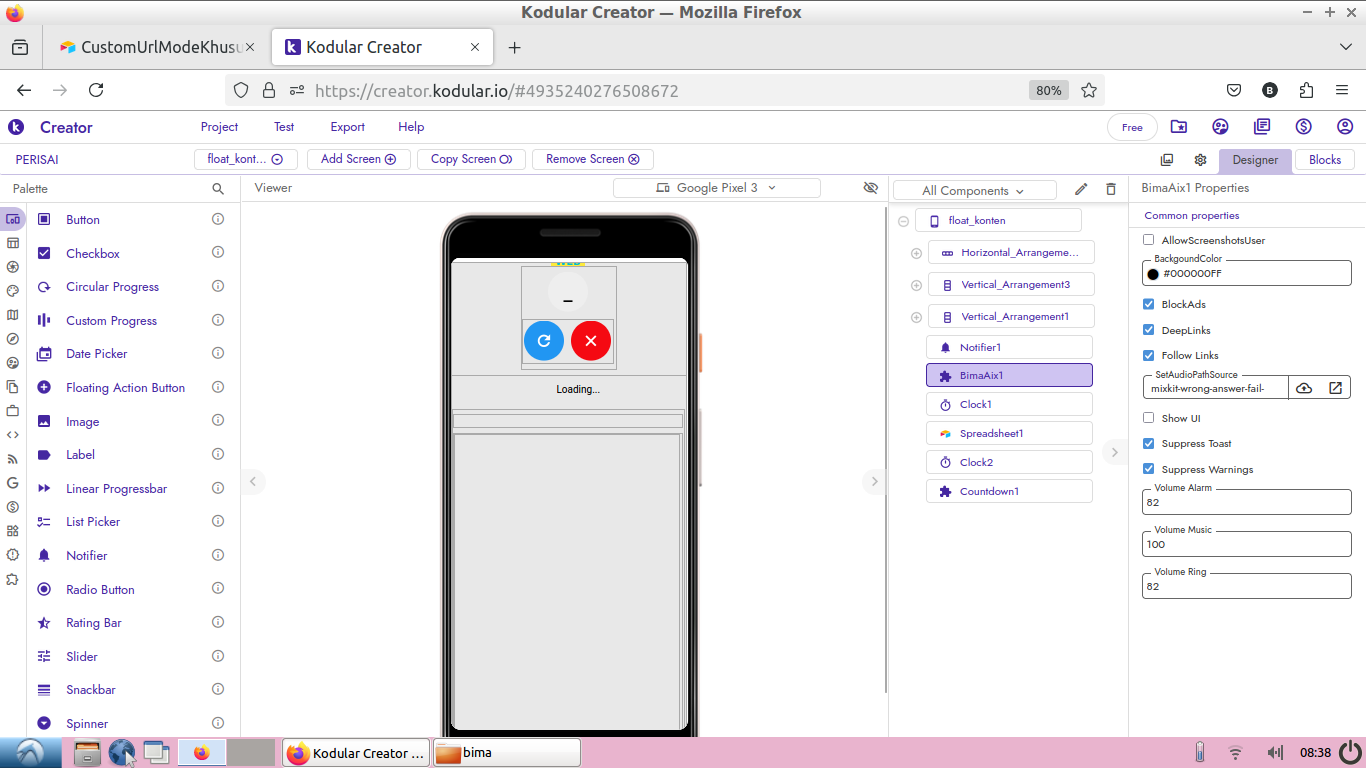 Kodular Creator — Mozilla Firefox
CustomUrlModeKhusu
Kodular Creator
https://creator.kodular.io/#4935240276508672
80%
B
Creator
Project
Test
Export
Help
Free
PERISAI
float_kont...
Add Screen
Copy Screen
Remove Screen
Designer
Blocks
Palette
Button
Checkbox
Circular Progress
Custom Progress
Date Picker
Floating Action Button
Image
Label
Linear Progressbar
List Picker
Notifier
Radio Button
Rating Bar
Slider
Snackbar
Spinner
Viewer
Google Pixel 3
Loading...
All Components
float_konten
Horizontal_Arrangeme...
Vertical_Arrangement3
Vertical_Arrangement1
Notifier1
BimaAix1
Clock1
Spreadsheet1
Clock2
Countdown1
BimaAix1 Properties
Common properties
AllowScreenshotsUser
BackgoundColor
#000000FF
BlockAds
DeepLinks
Follow Links
SetAudioPathSource
mixkit-wrong-answer-fail-
Show UI
Suppress Toast
Suppress Warnings
Volume Alarm
82
Volume Music
100
Volume Ring
82
Kodular Creator ...
bima
08:38